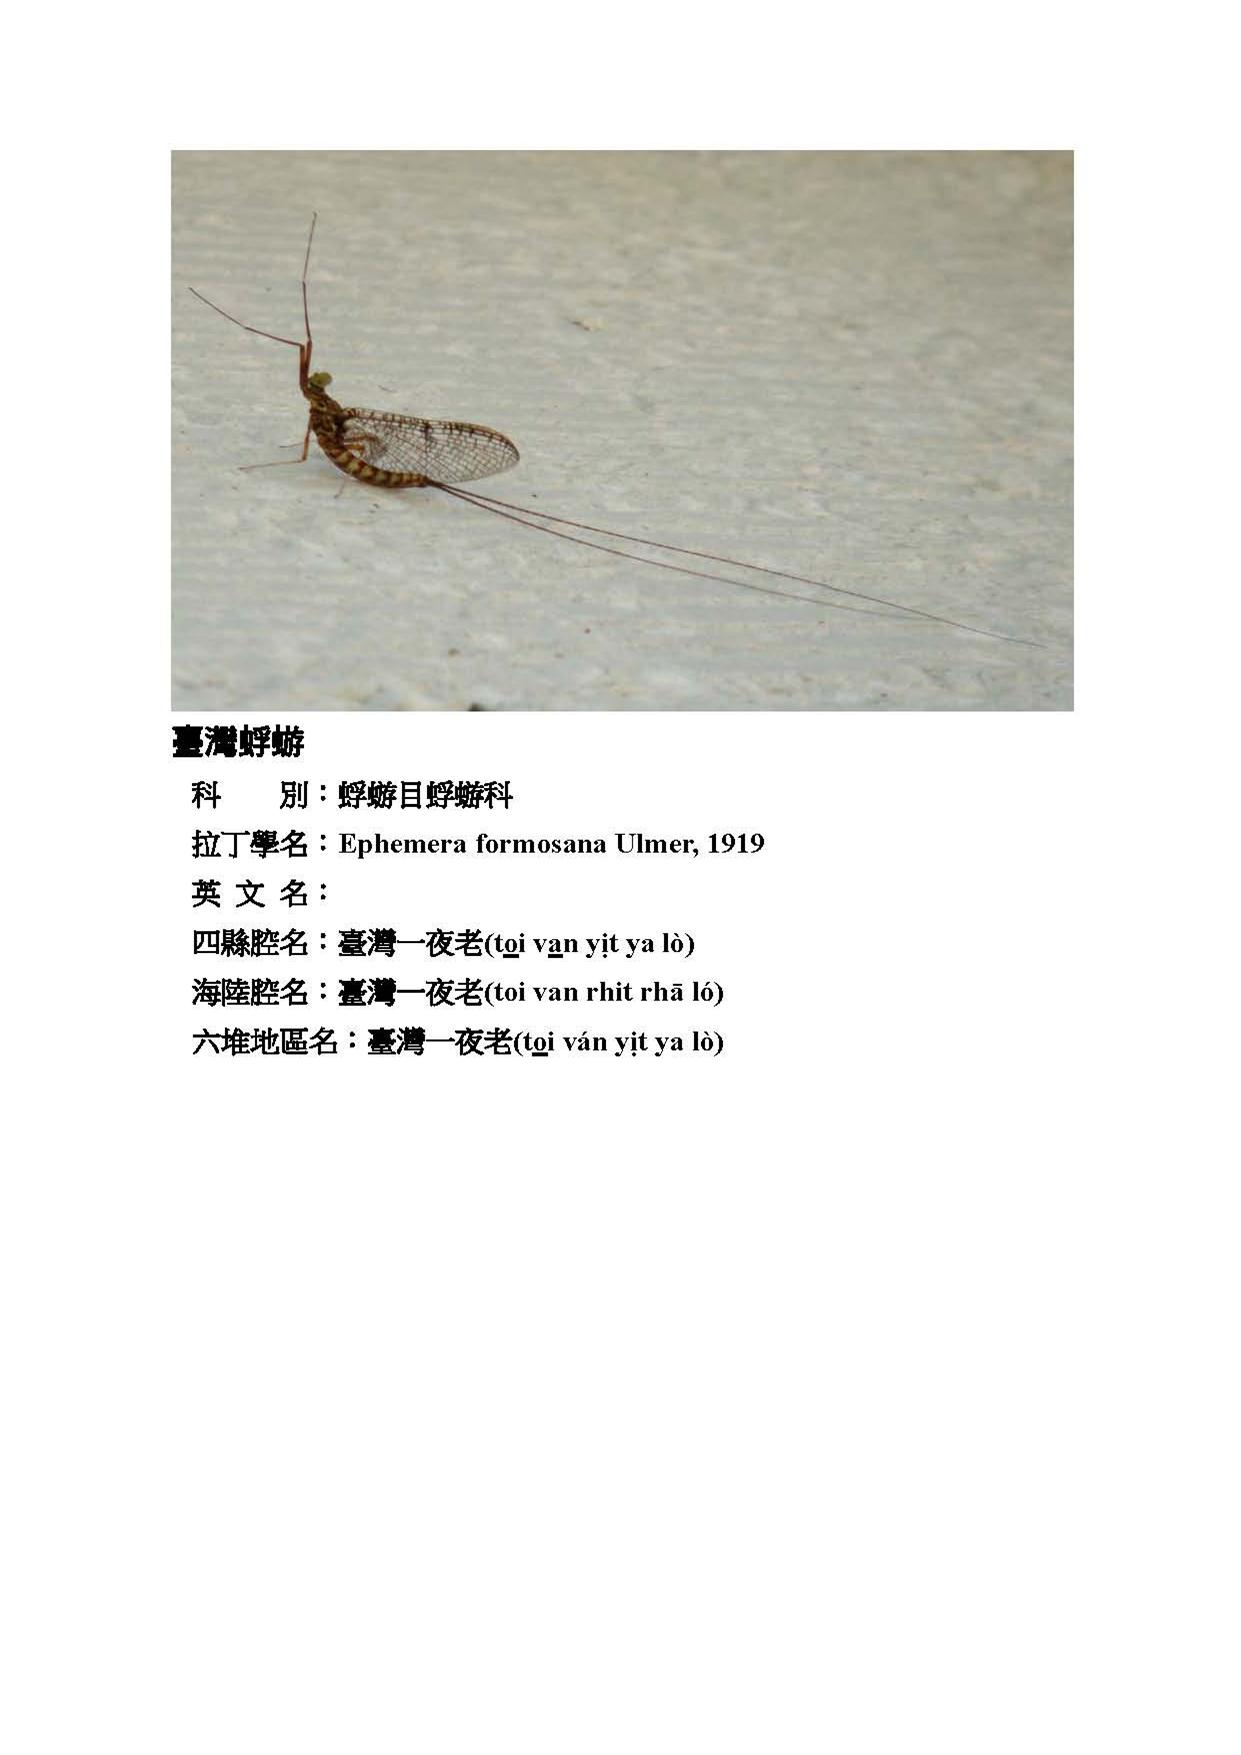 臺灣蜉蝣
科　　別：蜉蝣目蜉蝣科
拉丁學名：Ephemera formosana Ulmer, 1919
英 文 名：
四縣腔名：臺灣一夜老(to̲i va̲n yi̩t ya lò)
海陸腔名：臺灣一夜老(toi van rhit rhā ló)
六堆地區名：臺灣一夜老(to̲i ván yi̩t ya lò)